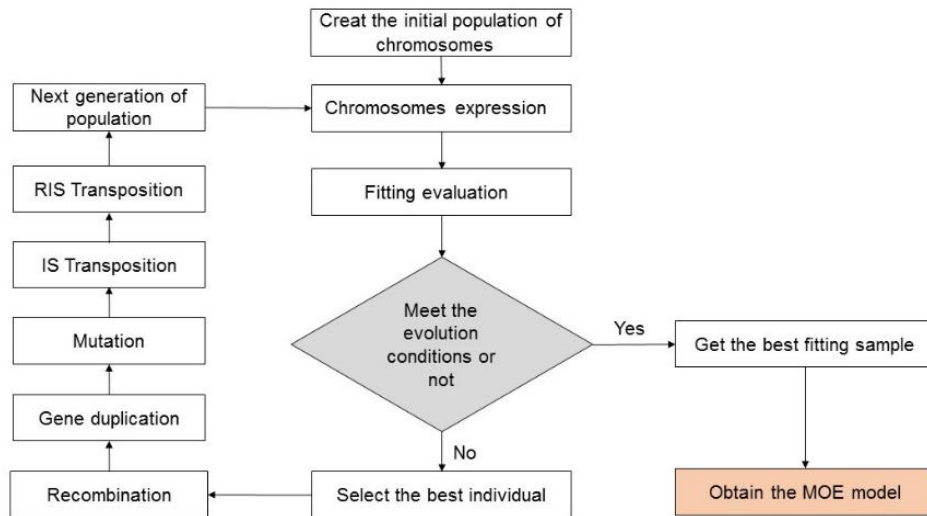 Creat the initial population of
chromosomes
Next generation of
population
Chromosomes expression
RIS Transposition
Fitting evaluation
IS Transposition
Meet the
evolution
conditions or
not
Yes
Mutation
Get the best fitting sample
Gene duplication
No
Recombination
Select the best individual
Obtain the MOE model